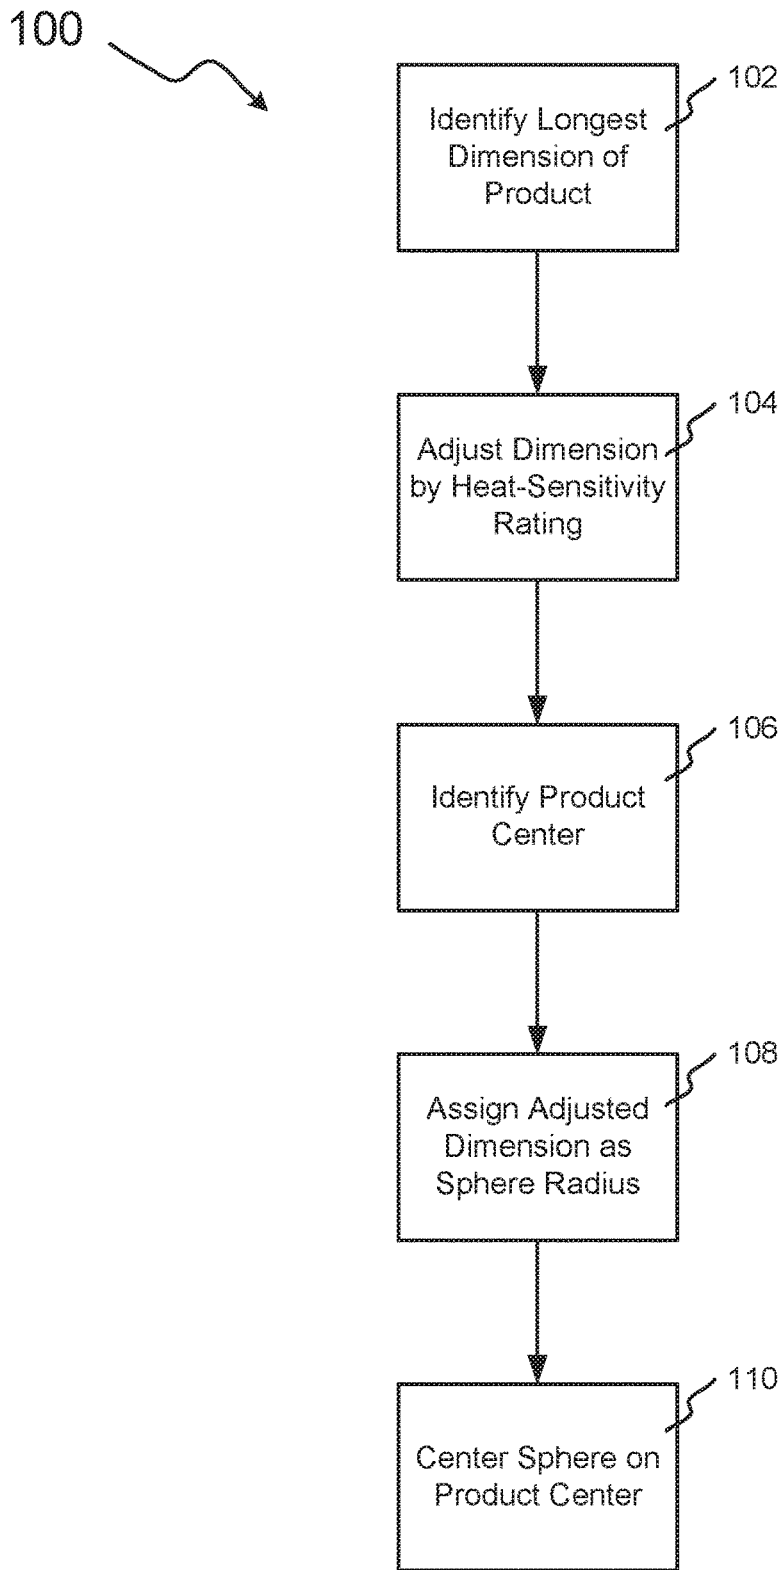 100
102
Identify Longest
Dimension of
Product
104
Adjust Dimension
by Heat-Sensitivity
Rating
106
Identify Product
Center
108
Assign Adjusted
Dimension as
Sphere Radius
110
Center Sphere on
Product Center